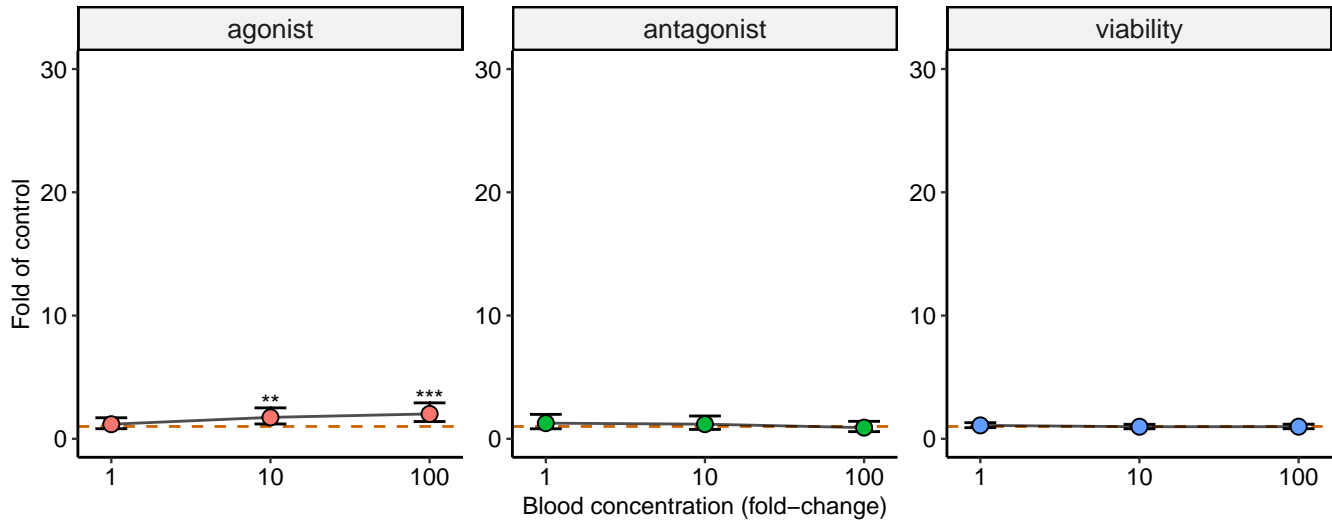 agonist antagonist viability
Fold of control
30 30 30
20 20 20
10 10 10
** ***
0 0 0
1 10 100 1 10 100 1 10 100
Blood concentration (fold−change)